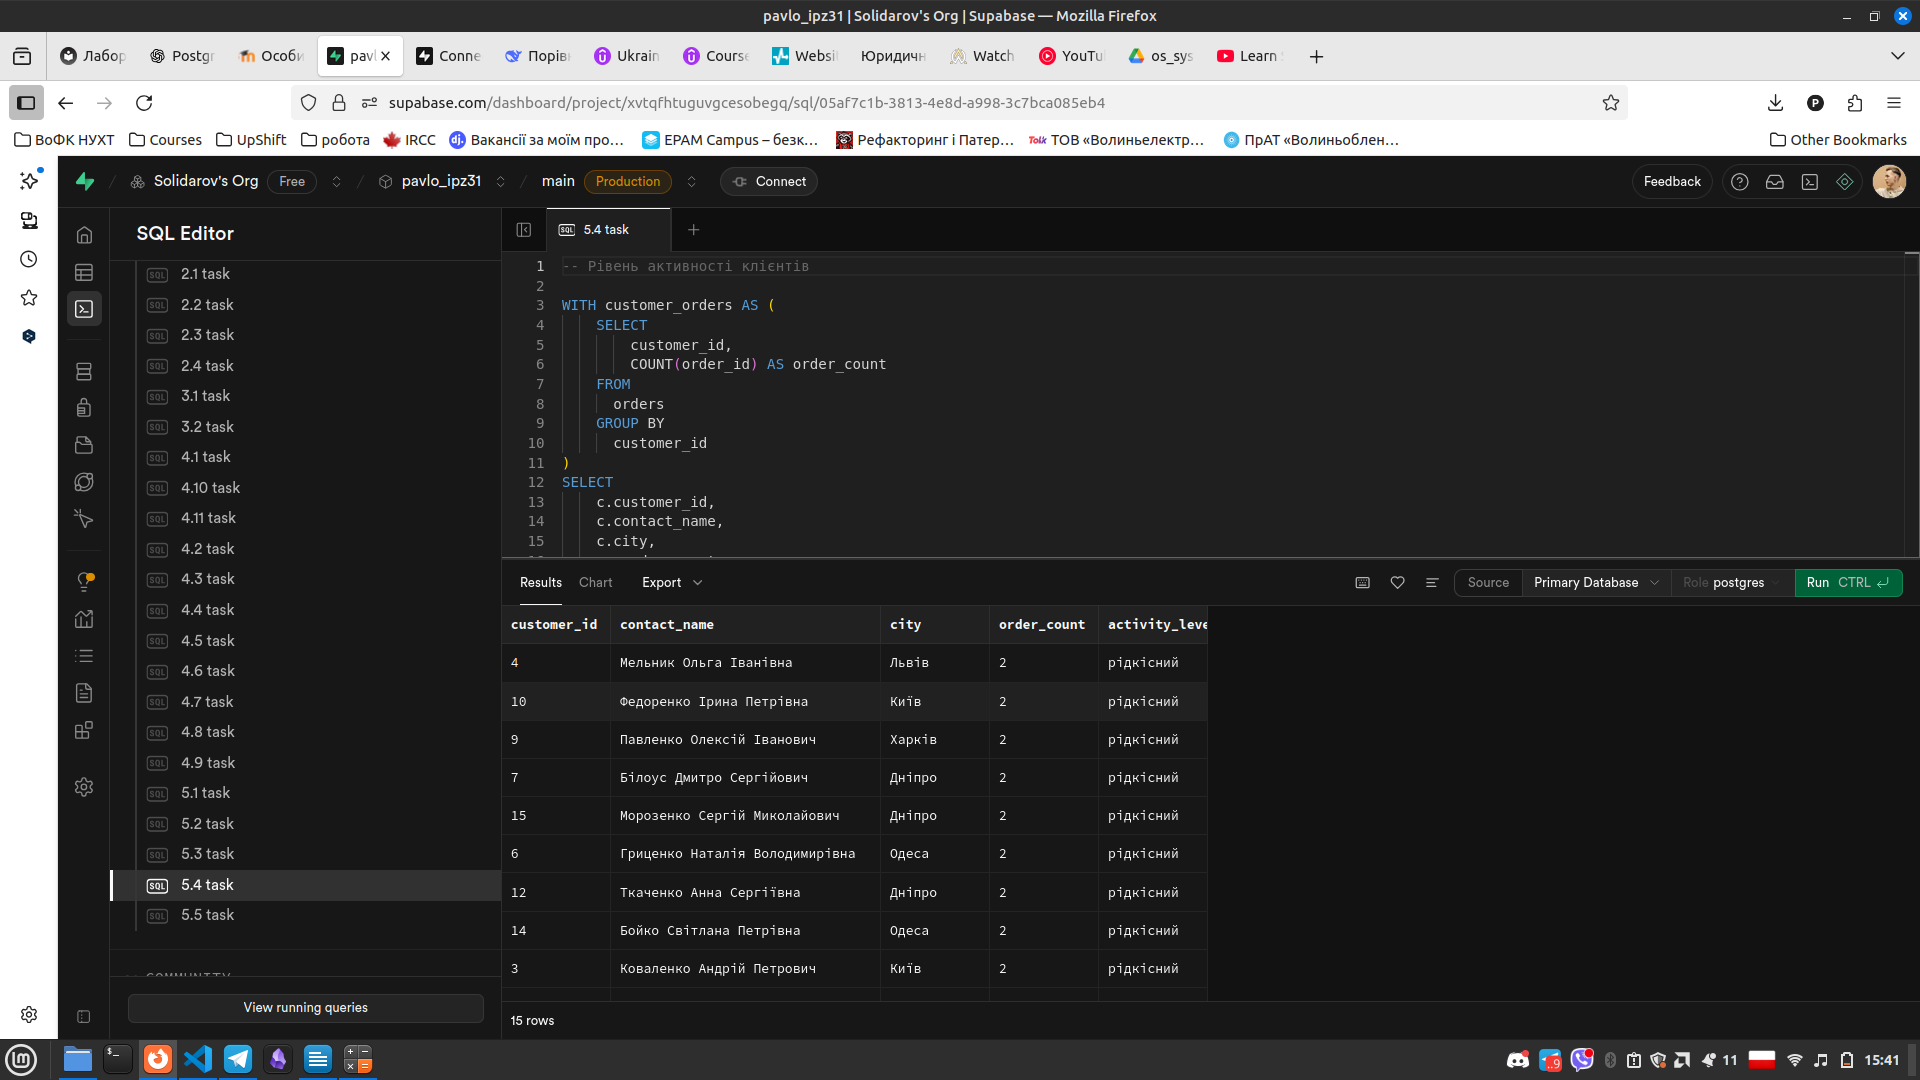 pavlo_ipz31 | Solidarov's Org | Supabase — Mozilla Firefox
Лабор
Postgr
Особи
pavl
Conne
Порівн
Ukrain
Course
Websit
Юридичн
Watch
YouTu
os_sys
Learn
supabase.com/dashboard/project/xvtqfhtuguvgcesobegq/sql/05af7c1b-3813-4e8d-a998-3c7bca085eb4
ВоФК НУХТ
Courses
UpShift
робота
IRCC
Вакансії за моїм про…
EPAM Campus – безк…
Рефакторинг і Патер…
ТОВ «Волиньелектр…
ПрАТ «Волиньоблен…
Other Bookmarks
Solidarov's Org Free
pavlo_ipz31
main Production
Connect
Feedback
SQL Editor
5.4 task
2.1 task
2.2 task
2.3 task
2.4 task
3.1 task
3.2 task
4.1 task
4.10 task
4.11 task
4.2 task
4.3 task
4.4 task
4.5 task
4.6 task
4.7 task
4.8 task
4.9 task
5.1 task
5.2 task
5.3 task
5.4 task
5.5 task
View running queries
1 -- Рівень активності клієнтів
2
3 WITH customer_orders AS (
4 SELECT
5 customer_id,
6 COUNT(order_id) AS order_count
7 FROM
8 orders
9 GROUP BY
10 customer_id
11 )
12 SELECT
13 c.customer_id,
14 c.contact_name,
15 c.city,
Results Chart Export
Source Primary Database Role postgres Run CTRL
customer_id contact_name city order_count activity_leve
4 Мельник Ольга Іванівна Львів 2 рідкісний
10 Федоренко Ірина Петрівна Київ 2 рідкісний
9 Павленко Олексій Іванович Харків 2 рідкісний
7 Білоус Дмитро Сергійович Дніпро 2 рідкісний
15 Морозенко Сергій Миколайович Дніпро 2 рідкісний
6 Гриценко Наталія Володимирівна Одеса 2 рідкісний
12 Ткаченко Анна Сергіївна Дніпро 2 рідкісний
14 Бойко Світлана Петрівна Одеса 2 рідкісний
3 Коваленко Андрій Петрович Київ 2 рідкісний
15 rows
11
15:41